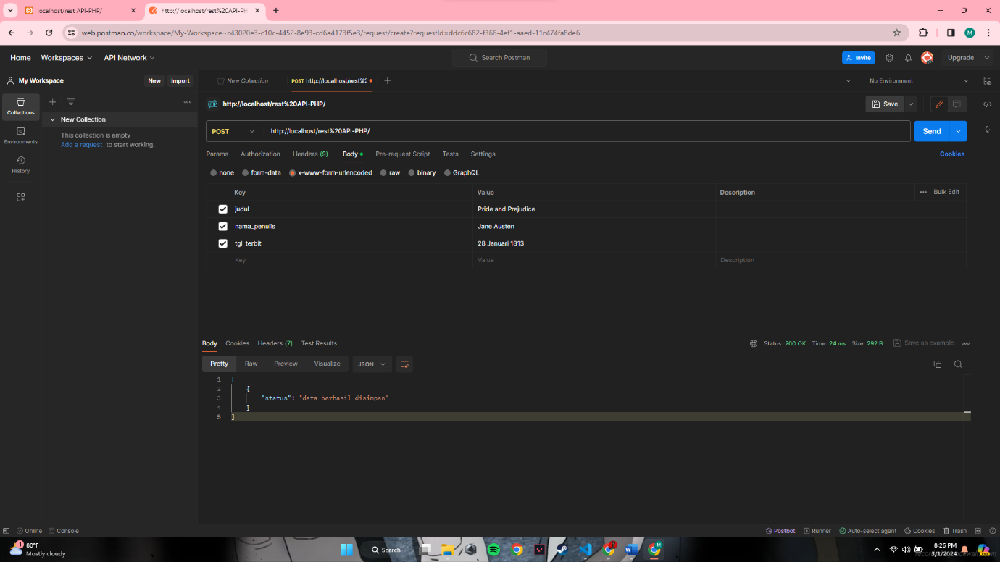 localhost/rest API-PHP/
http://localhost/rest%20API-PH
web.postman.co/workspace/My-Workspace~c43020e3-c10c-4452-8e93-cd6a4173f5e3/request/create?requestId=ddc6c682-f366-4ef1-aaed-11c474fa8de6
M
Home Workspaces API Network Search Postman Invite Upgrade
My Workspace New Import New Collection POST http://localhost/rest% No Environment
Collections
Environments
History
New Collection
This collection is empty
Add a request to start working.
HTTP http://localhost/rest%20API-PHP/ Save
POST http://localhost/rest%20API-PHP/ Send
Params Authorization Headers (9) Body Pre-request Script Tests Settings Cookies
none form-data x-www-form-urlencoded raw binary GraphQL
Key Value Description Bulk Edit
judul Pride and Prejudice
nama_penulis Jane Austen
tgl_terbit 28 Januari 1813
Key Value Description
Body Cookies Headers (7) Test Results Status: 200 OK Time: 24 ms Size: 292 B Save as example
Pretty Raw Preview Visualize JSON
1 [
2 {
3 "status": "data berhasil disimpan"
4 }
5 ]
Online Console Postbot Runner Auto-select agent Cookies Trash
1 80°F
Mostly cloudy
Search
M
8:26 PM
3/1/2024